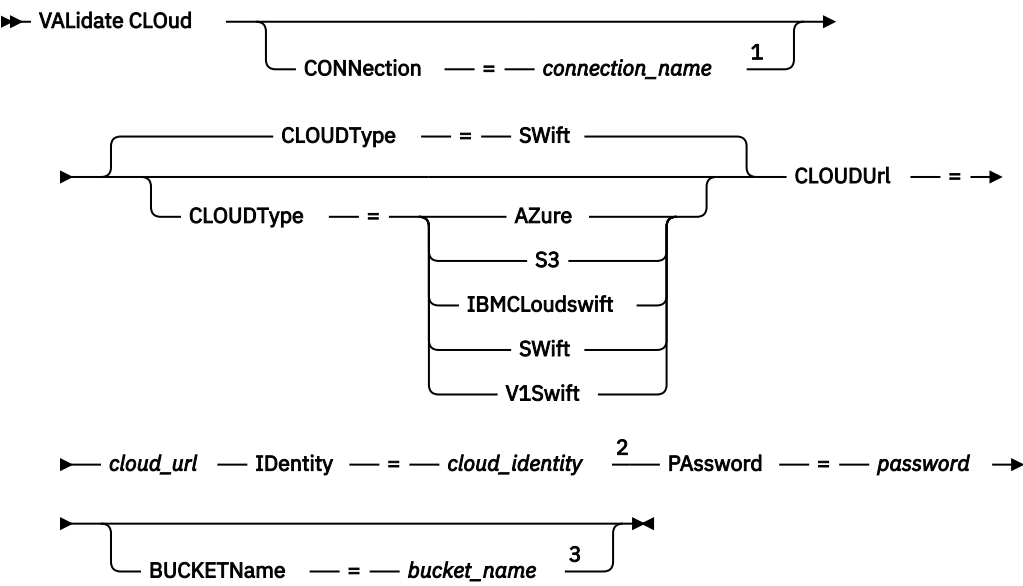 VALidate CLOud
CONNection = connection_name 1
CLOUDType = SWift
CLOUDUrl =
CLOUDType = AZure
S3
IBMCLoudswift
SWift
V1Swift
cloud_url IDentity = cloud_identity 2 PAssword = password
BUCKETName = bucket_name 3